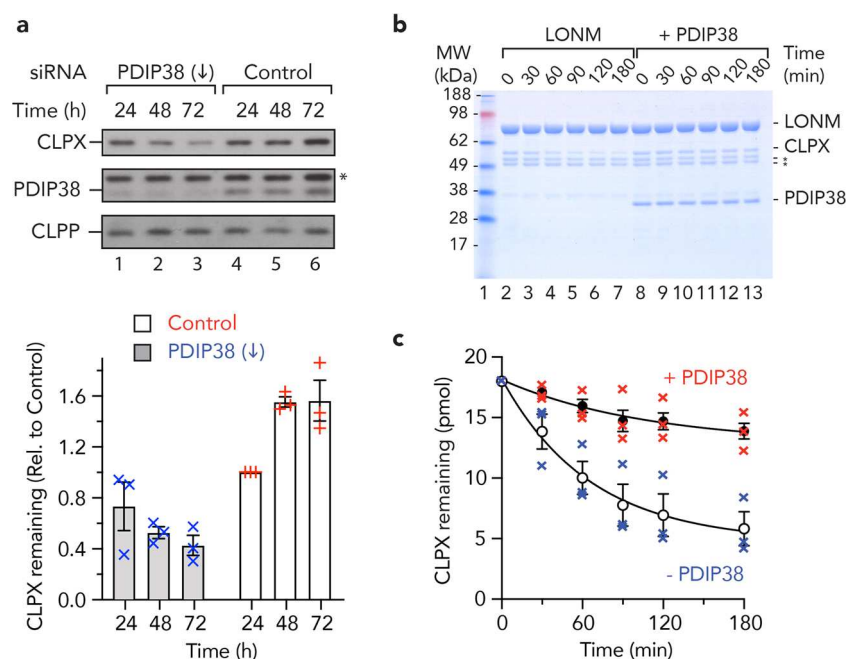 a
siRNA PDIP38 (↓) Control
Time (h) 24 48 72 24 48 72
CLPX
PDIP38 *
CLPP
1 2 3 4 5 6
Control
PDIP38 (↓)
CLPX remaining (Rel. to Control)
1.6
1.2
0.8
0.4
0.0
24 48 72 24 48 72
Time (h)
b
LONM + PDIP38
MW (kDa) 0 30 60 90 120 180 0 30 60 90 120 180 Time (min)
188 -
98 - - LONM
62 - - CLPX
49 - - *
- *
38 - - PDIP38
28 -
17 -
1 2 3 4 5 6 7 8 9 10 11 12 13
c
CLPX remaining (pmol)
20
15
10
5
0
+ PDIP38
- PDIP38
0 60 120 180
Time (min)